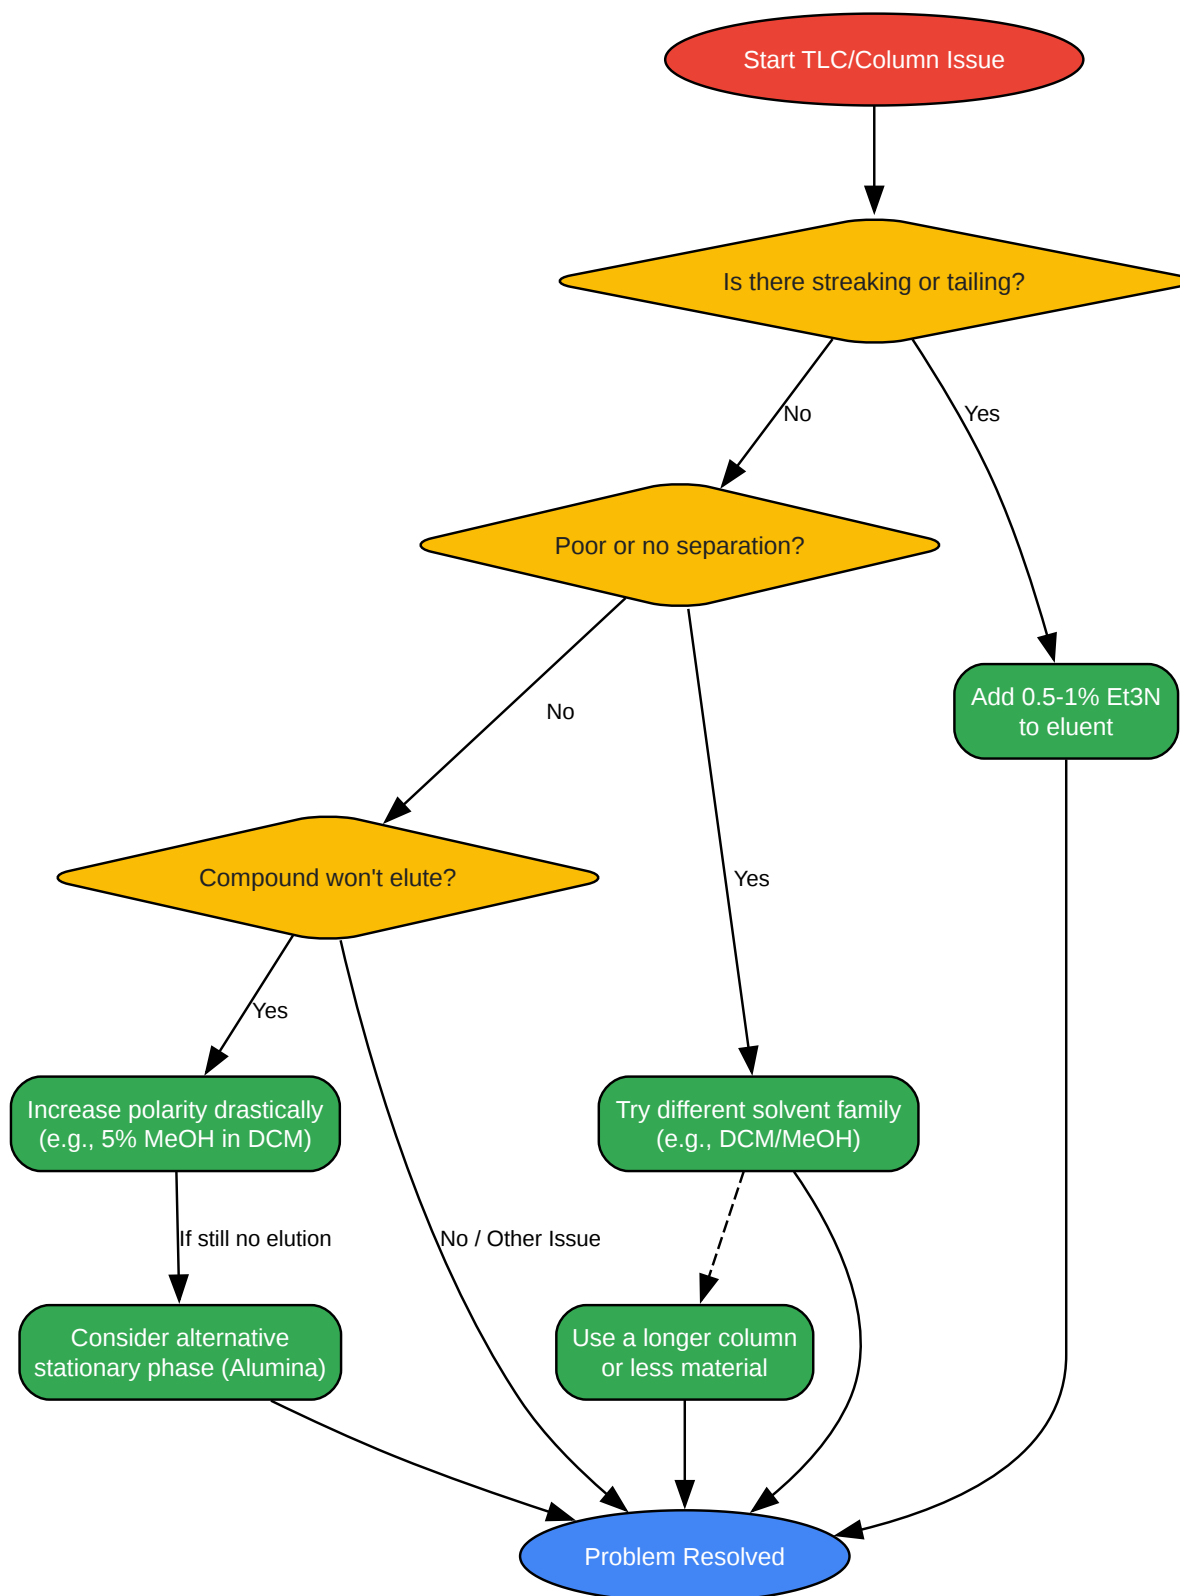 Start TLC/Column Issue
Is there streaking or tailing?
No
Yes
Poor or no separation?
Add 0.5-1% Et3N
to eluent
No
Compound won't elute?
Yes
Yes
Increase polarity drastically
(e.g., 5% MeOH in DCM)
Try different solvent family
(e.g., DCM/MeOH)
If still no elution
No / Other Issue
Consider alternative
stationary phase (Alumina)
Use a longer column
or less material
Problem Resolved